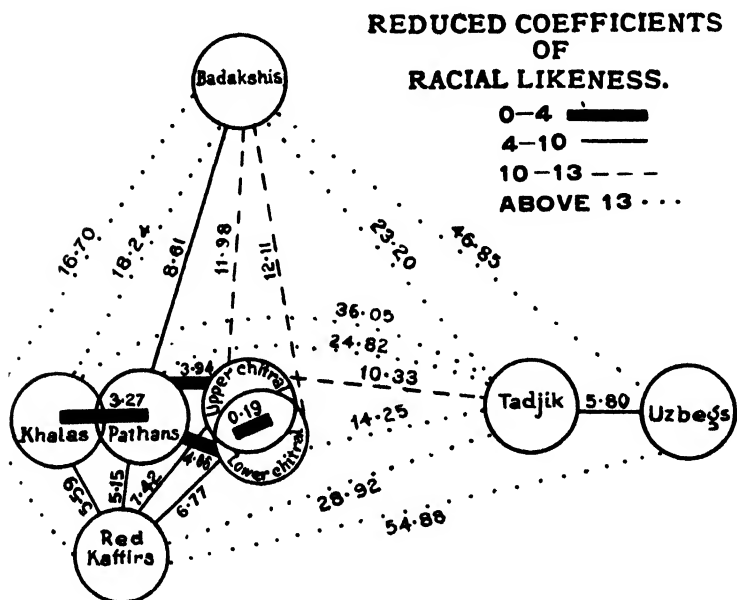 REDUCED COEFFICIENTS
OF
RACIAL LIKENESS.
0-4
4-10
10-13
ABOVE 13
Badakshis
16·70
18·24
8·61
11·98
12·11
23·20
46·85
36·05
24·82
10·33
3·94
3·27
Khalas
Pathans
Upper chitral
0·19
Lower chitral
4·66
14·25
Tadjik
5·80
Uzbegs
5·59
5·15
7·42
6·77
28·92
54·88
Red
Kaffirs